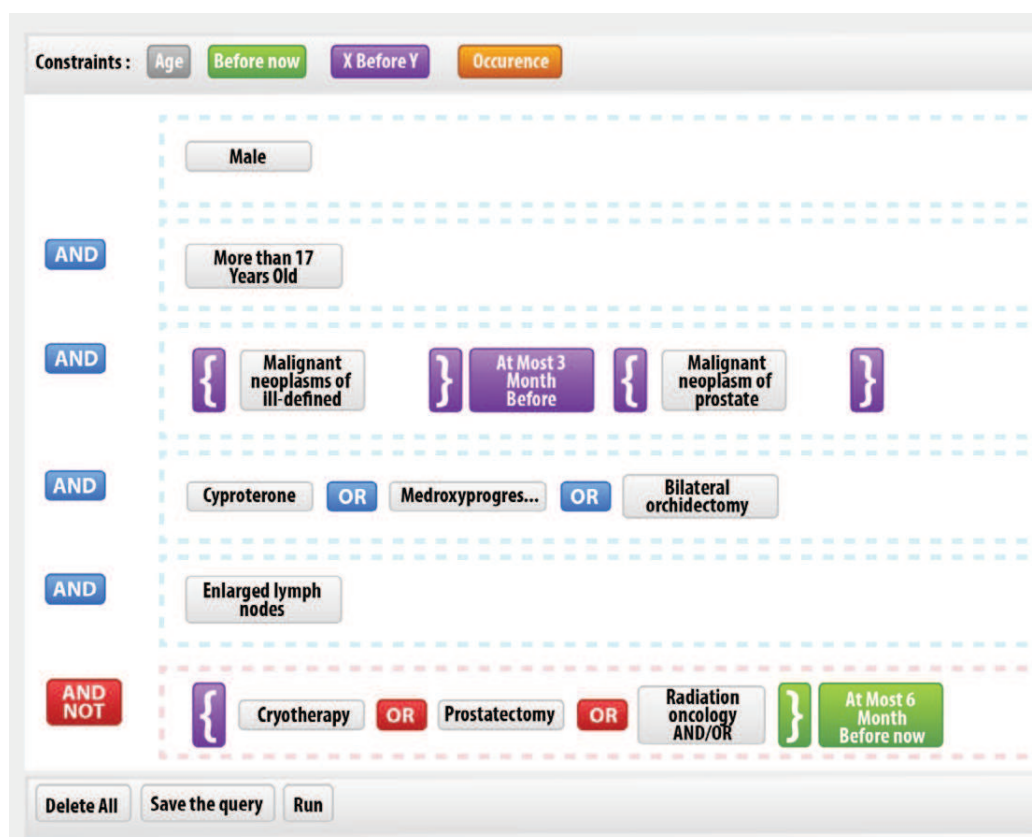 Constraints : Age Before now X Before Y Occurence
Male
AND More than 17
Years Old
AND { Malignant
neoplasms of
ill-defined } At Most 3
Month
Before { Malignant
neoplasm of
prostate }
AND Cyproterone OR Medroxyprogres... OR Bilateral
orchidectomy
AND Enlarged lymph
nodes
AND
NOT { Cryotherapy OR Prostatectomy OR Radiation
oncology
AND/OR } At Most 6
Month
Before now
Delete All Save the query Run